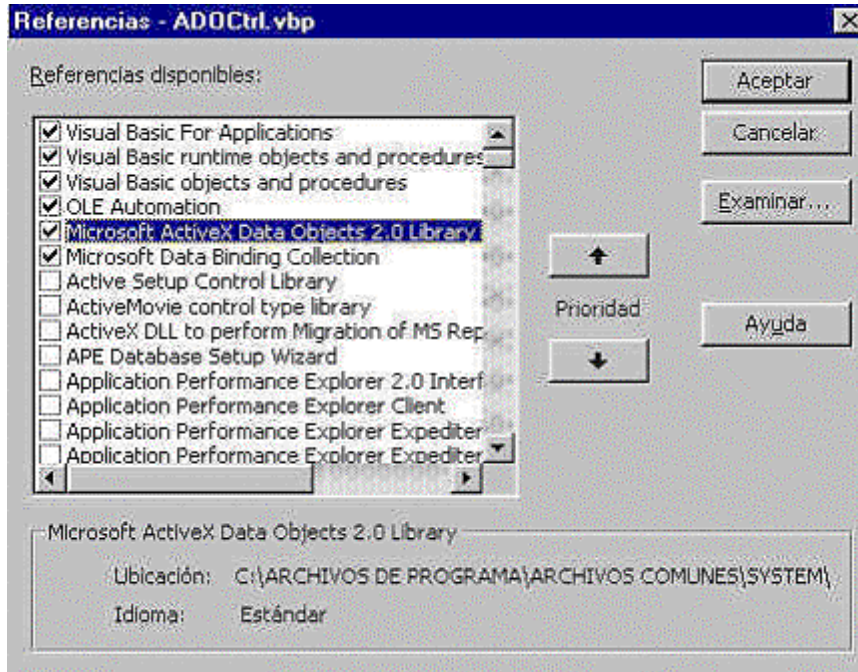 Referencias - ADOCtrl.vbp
Referencias disponibles:
Visual Basic For Applications
Visual Basic runtime objects and procedures
Visual Basic objects and procedures
OLE Automation
Microsoft ActiveX Data Objects 2.0 Library
Microsoft Data Binding Collection
Active Setup Control Library
ActiveMovie control type library
ActiveX DLL to perform Migration of MS Rep
APE Database Setup Wizard
Application Performance Explorer 2.0 Interf
Application Performance Explorer Client
Application Performance Explorer Expediter
Application Performance Explorer Expediter
Prioridad
Aceptar
Cancelar
Examinar...
Ayuda
Microsoft ActiveX Data Objects 2.0 Library
Ubicación: C:\ARCHIVOS DE PROGRAMA\ARCHIVOS COMUNES\SYSTEM\
Idioma: Estándar